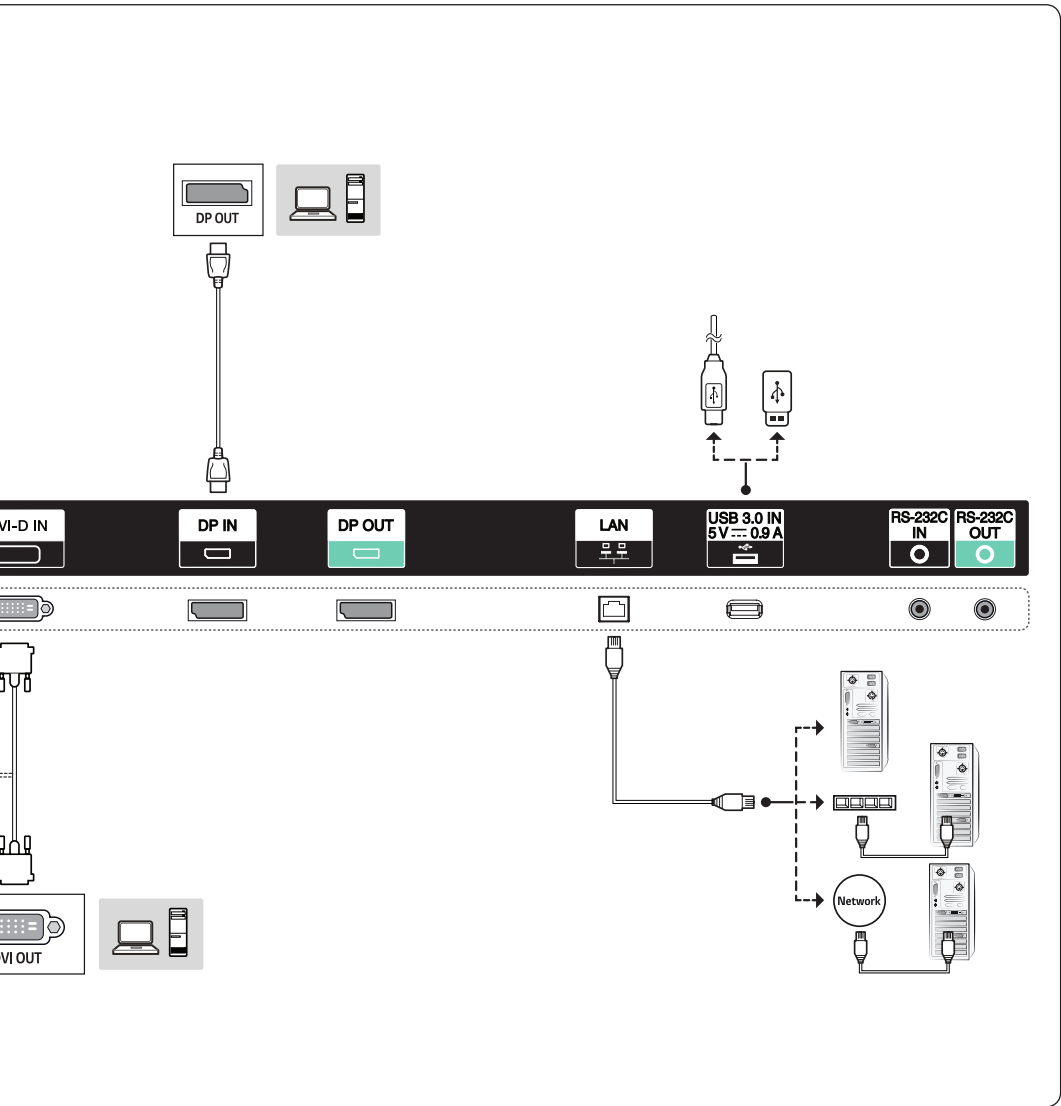 DP OUT
VI-D IN
DP IN
DP OUT
LAN
USB 3.0 IN
5 V ⎓ 0.9 A
RS-232C
IN
RS-232C
OUT
Network
VI OUT